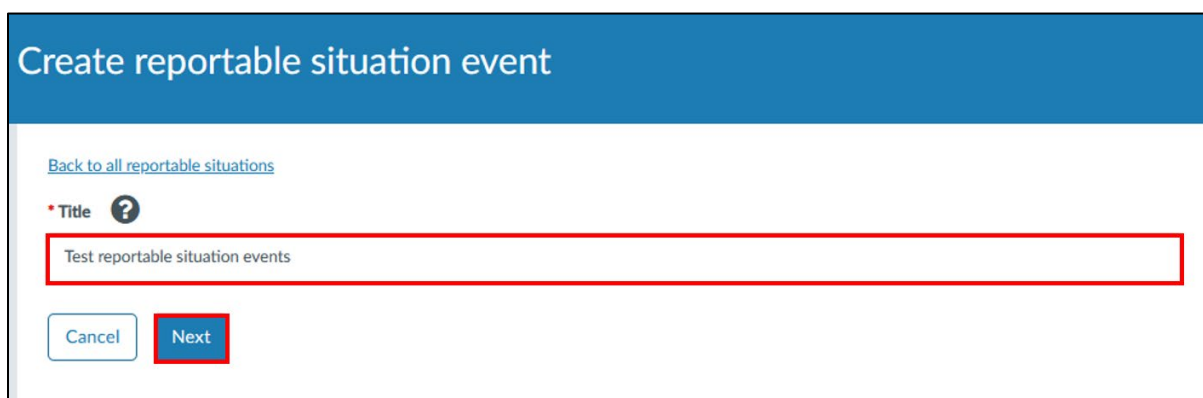 Create reportable situation event
Back to all reportable situations
* Title ?
Test reportable situation events
Cancel Next